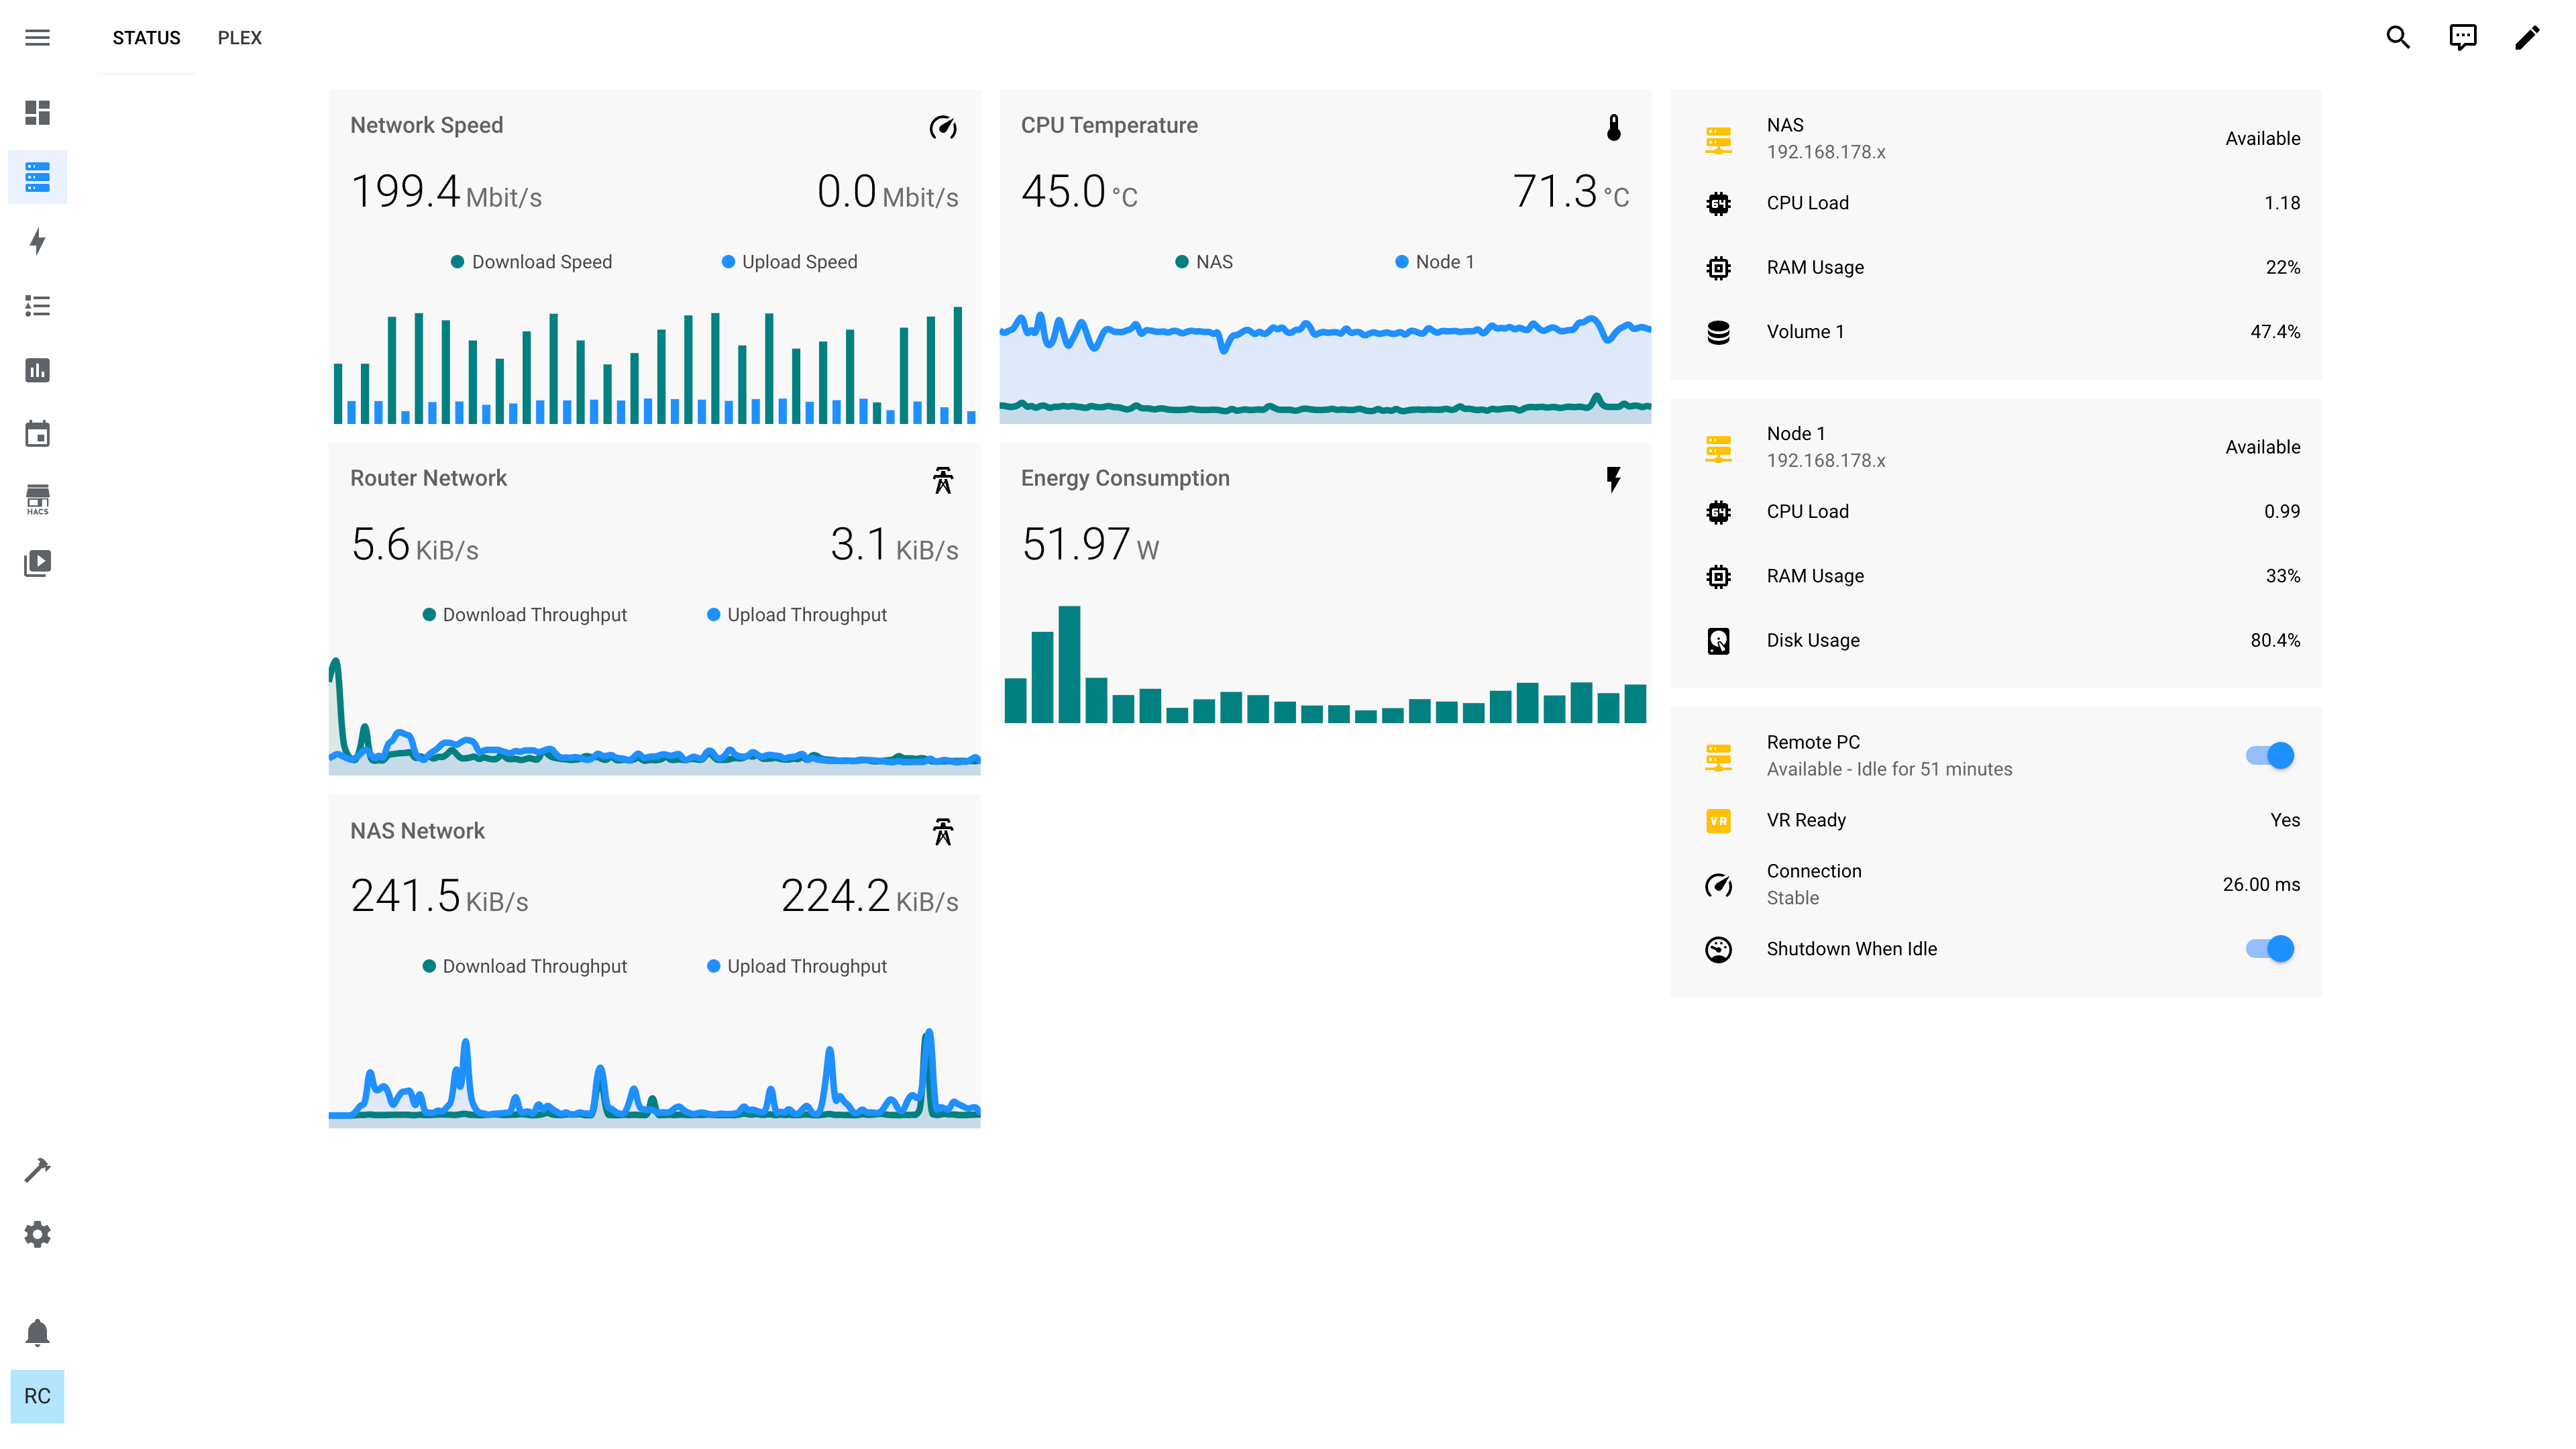 STATUS
PLEX
Network Speed
199.4 Mbit/s
0.0 Mbit/s
Download Speed
Upload Speed
Router Network
5.6 KiB/s
3.1 KiB/s
Download Throughput
Upload Throughput
NAS Network
241.5 KiB/s
224.2 KiB/s
Download Throughput
Upload Throughput
CPU Temperature
45.0 °C
71.3 °C
NAS
Node 1
Energy Consumption
51.97 W
NAS
192.168.178.x
Available
CPU Load
1.18
RAM Usage
22%
Volume 1
47.4%
Node 1
192.168.178.x
Available
CPU Load
0.99
RAM Usage
33%
Disk Usage
80.4%
Remote PC
Available - Idle for 51 minutes
VR
VR Ready
Yes
Connection
Stable
26.00 ms
Shutdown When Idle
HACS
RC
64
64